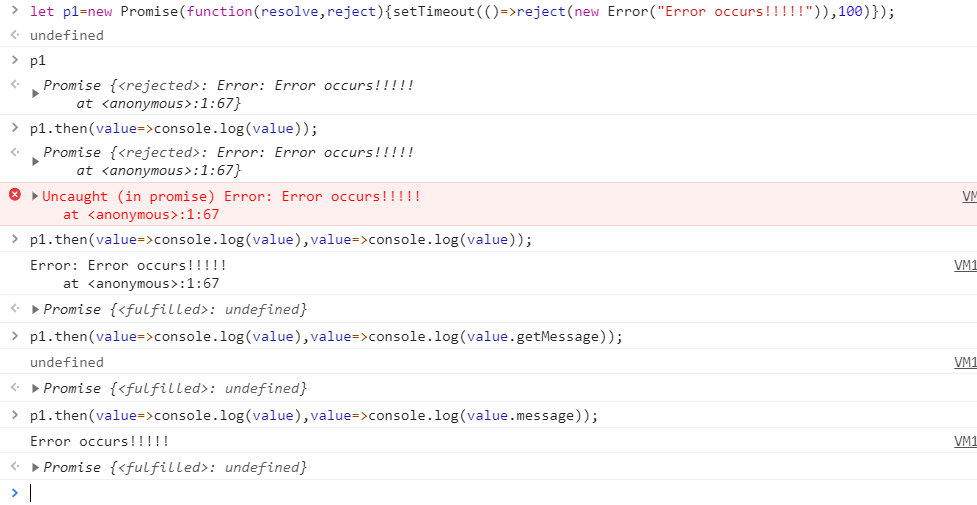 let p1=new Promise(function(resolve,reject){setTimeout(()=>reject(new Error("Error occurs!!!!!")),100)});
undefined
p1
Promise {<rejected>: Error: Error occurs!!!!!
at <anonymous>:1:67}
p1.then(value=>console.log(value));
Promise {<rejected>: Error: Error occurs!!!!!
at <anonymous>:1:67}
Uncaught (in promise) Error: Error occurs!!!!! VM
at <anonymous>:1:67
p1.then(value=>console.log(value),value=>console.log(value));
Error: Error occurs!!!!! VM1
at <anonymous>:1:67
Promise {<fulfilled>: undefined}
p1.then(value=>console.log(value),value=>console.log(value.getMessage));
undefined VM1
Promise {<fulfilled>: undefined}
p1.then(value=>console.log(value),value=>console.log(value.message));
Error occurs!!!!! VM1
Promise {<fulfilled>: undefined}